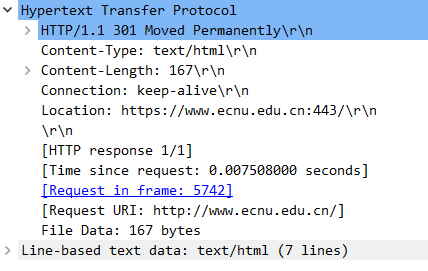 Hypertext Transfer Protocol
HTTP/1.1 301 Moved Permanently\r\n
Content-Type: text/html\r\n
Content-Length: 167\r\n
Connection: keep-alive\r\n
Location: https://www.ecnu.edu.cn:443/\r\n
\r\n
[HTTP response 1/1]
[Time since request: 0.007508000 seconds]
[Request in frame: 5742]
[Request URI: http://www.ecnu.edu.cn/]
File Data: 167 bytes
Line-based text data: text/html (7 lines)